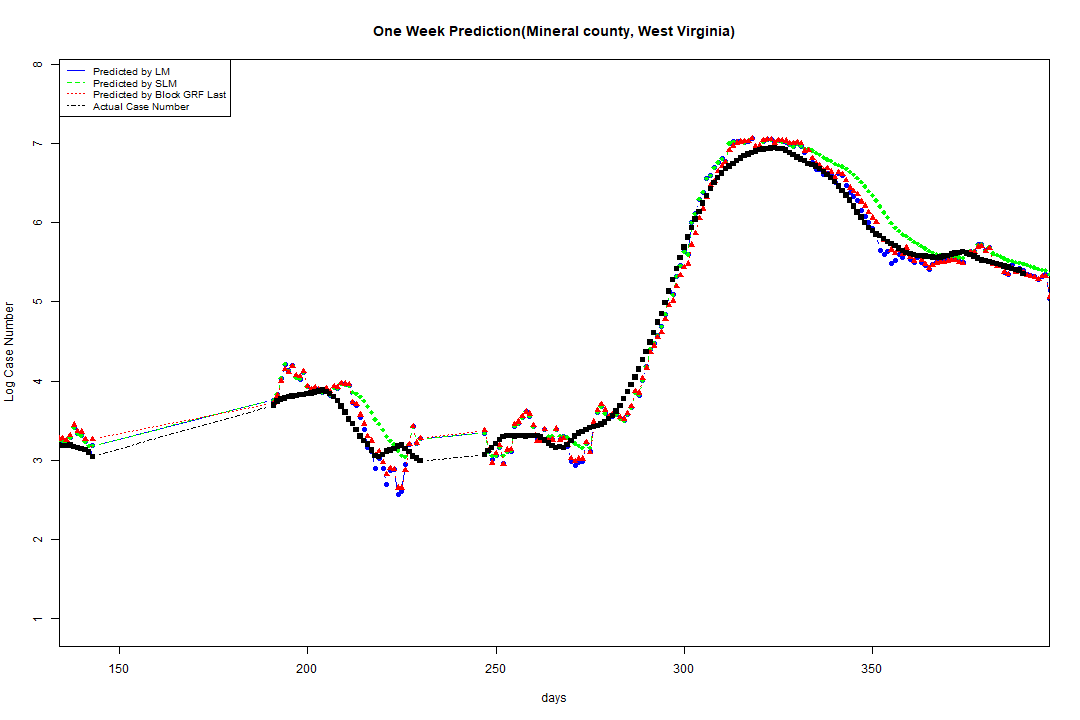 One Week Prediction(Mineral county, West Virginia)
Predicted by LM
Predicted by SLM
Predicted by Block GRF Last
Actual Case Number
8
7
6
5
4
3
2
1
Log Case Number
150 200 250 300 350
days